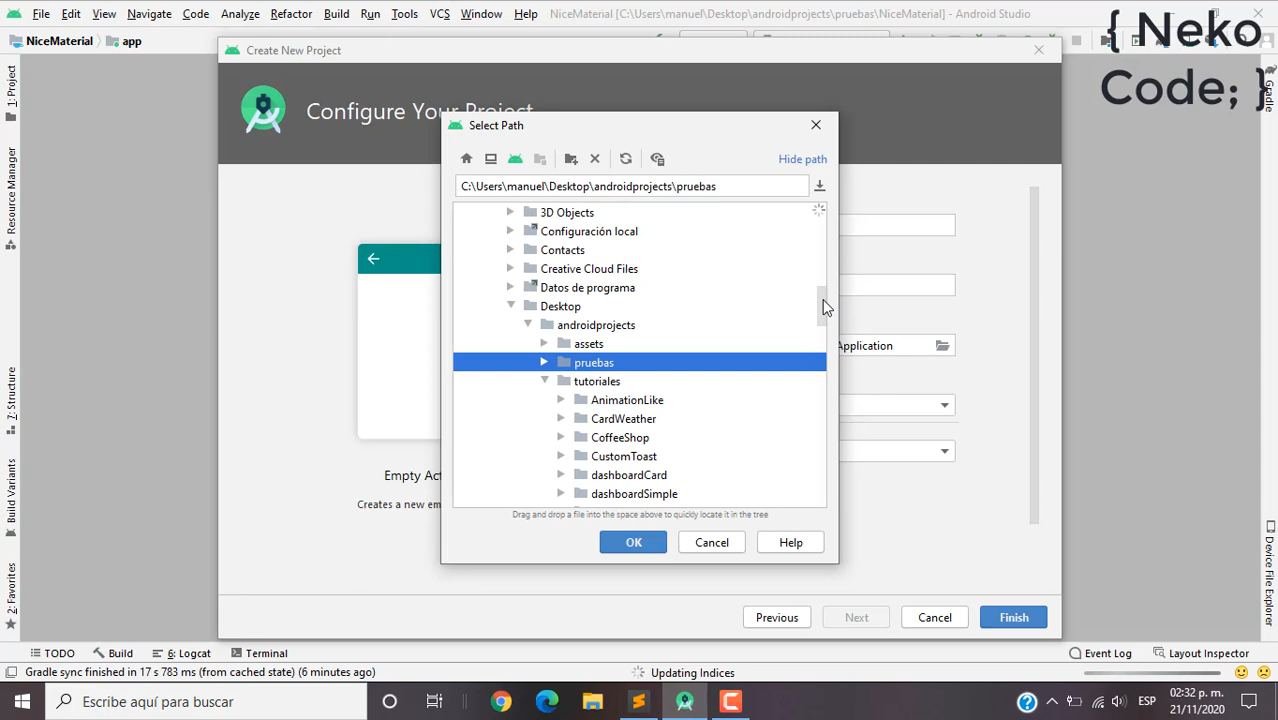 File Edit View Navigate Code Analyze Refactor Build Run Tools VCS Window Help NiceMaterial [C:\Users\manuel\Desktop\androidprojects\pruebas\NiceMaterial] - Android Studio
{ Neko
Code; }
NiceMaterial app
Create New Project
Configure Your Project
Select Path
Hide path
C:\Users\manuel\Desktop\androidprojects\pruebas
3D Objects
Configuración local
Contacts
Creative Cloud Files
Datos de programa
Desktop
androidprojects
assets
pruebas
tutoriales
AnimationLike
CardWeather
CoffeeShop
CustomToast
dashboardCard
dashboardSimple
Drag and drop a file into the space above to quickly locate it in the tree
OK Cancel Help
Application
Empty Act
Creates a new em
Previous Next Cancel Finish
1: Project
Resource Manager
7: Structure
Build Variants
2: Favorites
Gradle
Device File Explorer
TODO Build 6: Logcat Terminal Event Log Layout Inspector
Gradle sync finished in 17 s 783 ms (from cached state) (6 minutes ago) Updating Indices
Escribe aquí para buscar
ESP
02:32 p. m.
21/11/2020